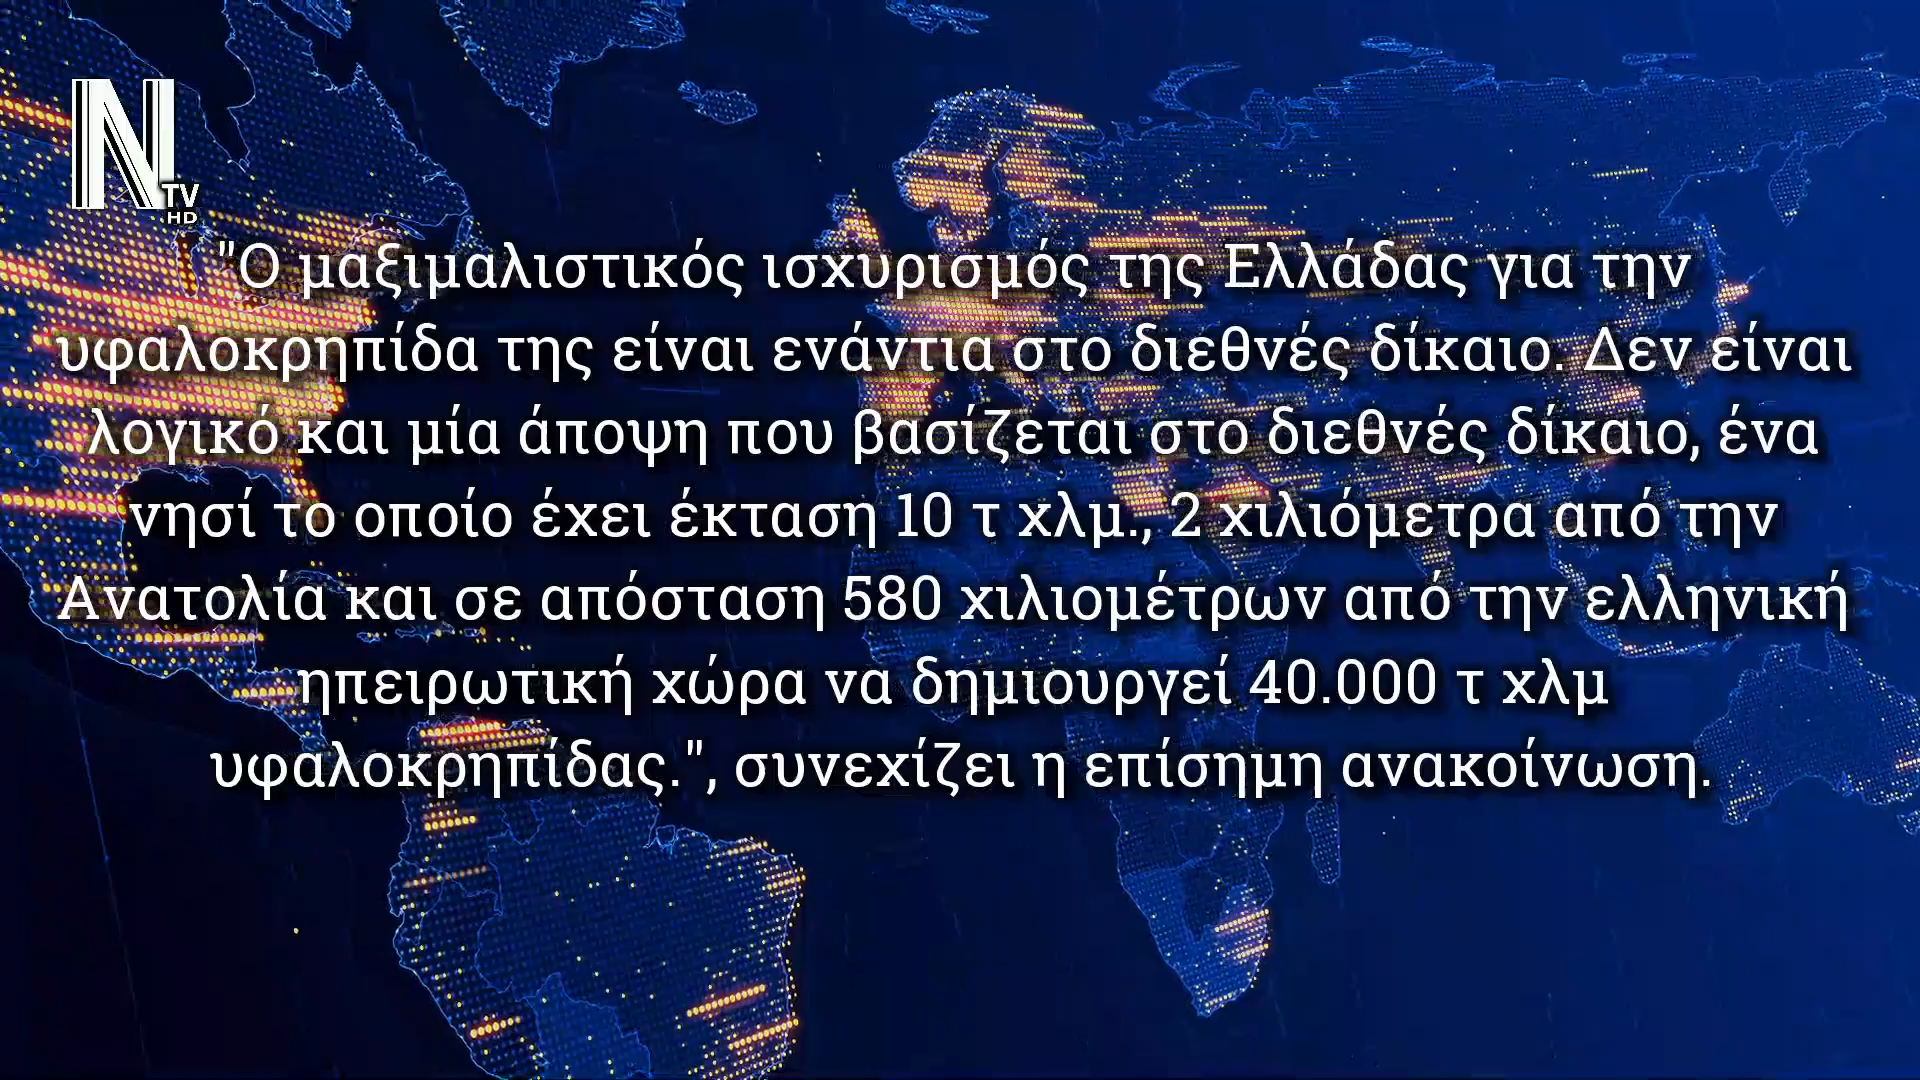 N
TV
HD
"Ο μαξιμαλιστικός ισχυρισμός της Ελλάδας για την
υφαλοκρηπίδα της είναι ενάντια στο διεθνές δίκαιο. Δεν είναι
λογικό και μία άποψη που βασίζεται στο διεθνές δίκαιο, ένα
νησί το οποίο έχει έκταση 10 τ χλμ., 2 χιλιόμετρα από την
Ανατολία και σε απόσταση 580 χιλιομέτρων από την ελληνική
ηπειρωτική χώρα να δημιουργεί 40.000 τ χλμ
υφαλοκρηπίδας.", συνεχίζει η επίσημη ανακοίνωση.